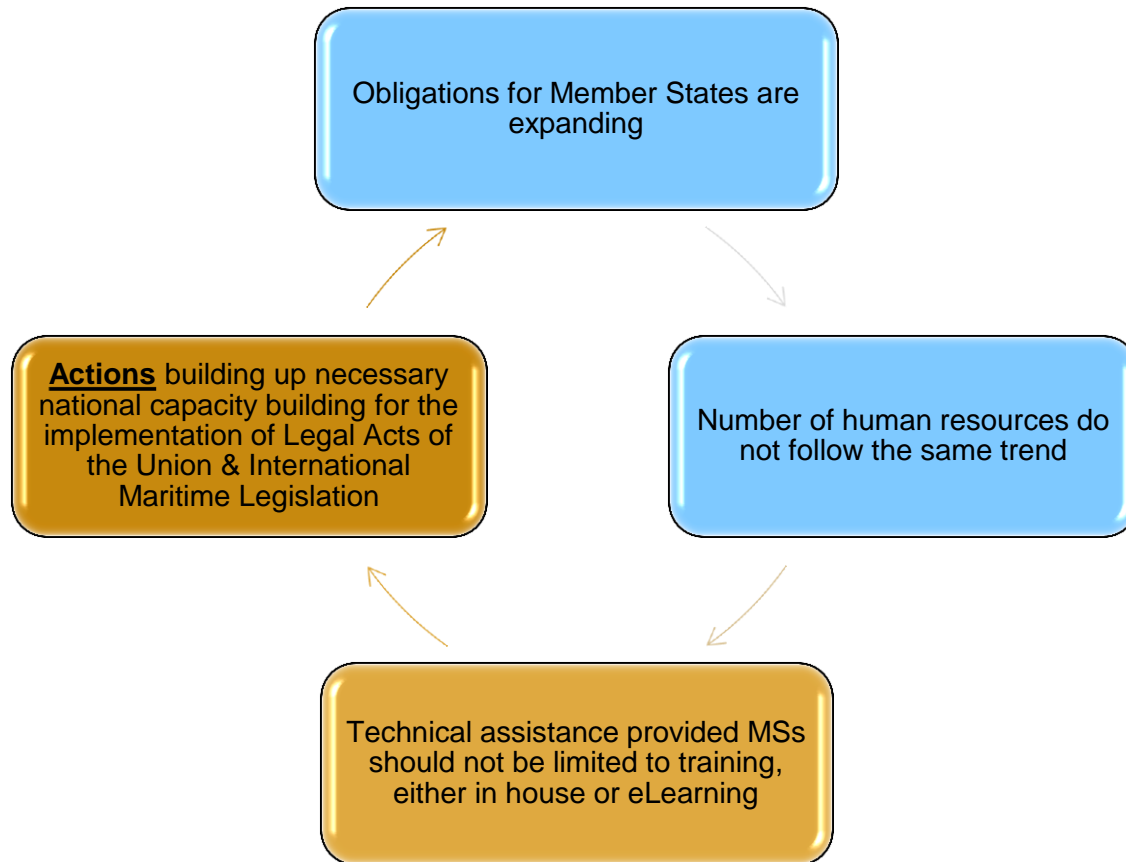 Obligations for Member States are
expanding
Number of human resources do
not follow the same trend
Technical assistance provided MSs
should not be limited to training,
either in house or eLearning
Actions building up necessary
national capacity building for the
implementation of Legal Acts of
the Union & International
Maritime Legislation